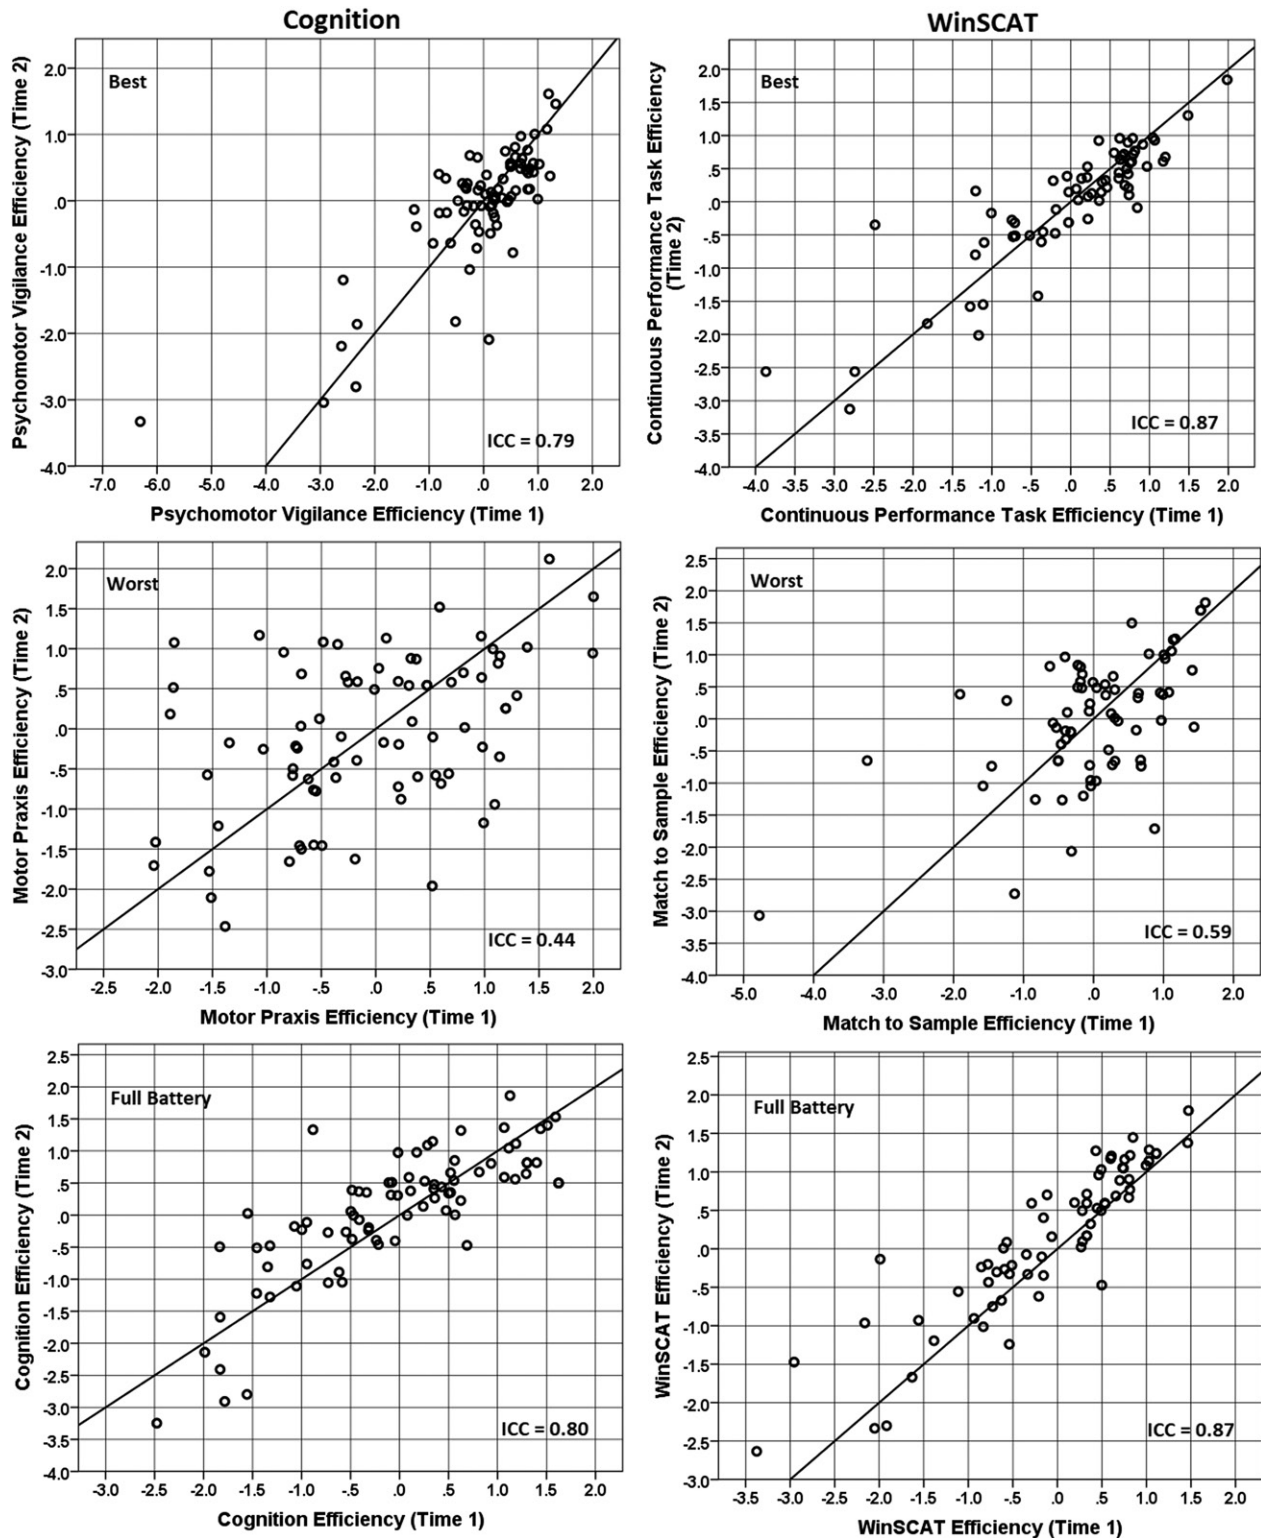 Cognition
WinSCAT
Psychomotor Vigilance Efficiency (Time 2)
Best
2.0
1.0
.0
-1.0
-2.0
-3.0
-4.0
ICC = 0.79
-7.0 -6.0 -5.0 -4.0 -3.0 -2.0 -1.0 .0 1.0 2.0
Psychomotor Vigilance Efficiency (Time 1)
Continuous Performance Task Efficiency
(Time 2)
Best
2.0
1.5
1.0
.5
.0
-.5
-1.0
-1.5
-2.0
-2.5
-3.0
-3.5
-4.0
ICC = 0.87
-4.0 -3.5 -3.0 -2.5 -2.0 -1.5 -1.0 -.5 .0 .5 1.0 1.5 2.0
Continuous Performance Task Efficiency (Time 1)
Motor Praxis Efficiency (Time 2)
Worst
2.0
1.5
1.0
.5
.0
-.5
-1.0
-1.5
-2.0
-2.5
-3.0
ICC = 0.44
-2.5 -2.0 -1.5 -1.0 -.5 .0 .5 1.0 1.5 2.0
Motor Praxis Efficiency (Time 1)
Match to Sample Efficiency (Time 2)
Worst
2.5
2.0
1.5
1.0
.5
.0
-.5
-1.0
-1.5
-2.0
-2.5
-3.0
-3.5
-4.0
ICC = 0.59
-5.0 -4.0 -3.0 -2.0 -1.0 .0 1.0 2.0
Match to Sample Efficiency (Time 1)
Cognition Efficiency (Time 2)
Full Battery
2.5
2.0
1.5
1.0
.5
.0
-.5
-1.0
-1.5
-2.0
-2.5
-3.0
-3.5
-4.0
ICC = 0.80
-3.0 -2.5 -2.0 -1.5 -1.0 -.5 .0 .5 1.0 1.5 2.0
Cognition Efficiency (Time 1)
WinSCAT Efficiency (Time 2)
Full Battery
2.5
2.0
1.5
1.0
.5
.0
-.5
-1.0
-1.5
-2.0
-2.5
-3.0
ICC = 0.87
-3.5 -3.0 -2.5 -2.0 -1.5 -1.0 -.5 .0 .5 1.0 1.5 2.0
WinSCAT Efficiency (Time 1)